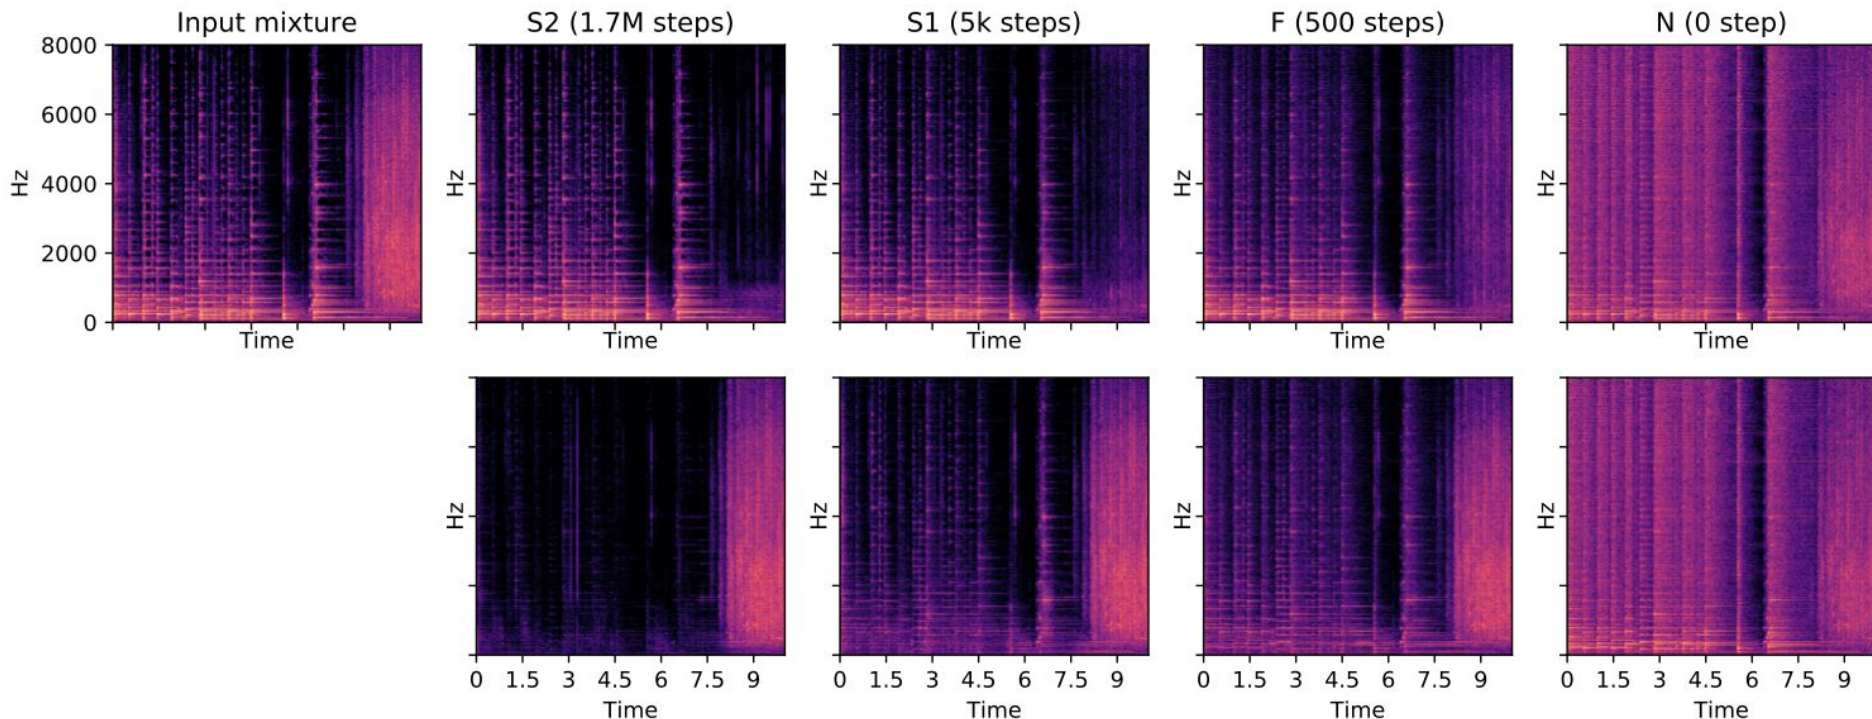 Input mixture
S2 (1.7M steps)
S1 (5k steps)
F (500 steps)
N (0 step)
8000
6000
4000
2000
0
Hz
Hz
Hz
Hz
Hz
Time
Time
Time
Time
Time
Hz
Hz
Hz
Hz
0 1.5 3 4.5 6 7.5 9
0 1.5 3 4.5 6 7.5 9
0 1.5 3 4.5 6 7.5 9
0 1.5 3 4.5 6 7.5 9
Time
Time
Time
Time